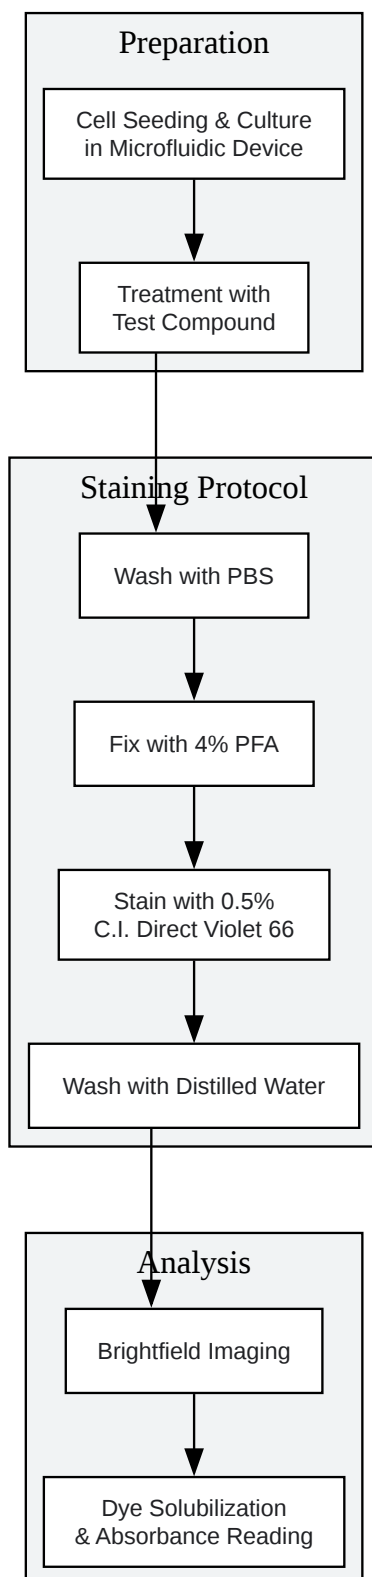 Preparation
Cell Seeding & Culture
in Microfluidic Device
Treatment with
Test Compound
Staining Protocol
Wash with PBS
Fix with 4% PFA
Stain with 0.5%
C.I. Direct Violet 66
Wash with Distilled Water
Analysis
Brightfield Imaging
Dye Solubilization
& Absorbance Reading